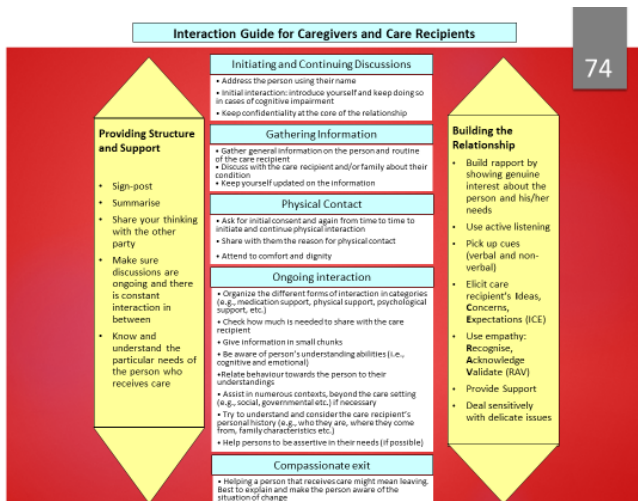 Interaction Guide for Caregivers and Care Recipients
74
Initiating and Continuing Discussions
• Address the person using their name
• Initial interaction: introduce yourself and keep doing so
in cases of cognitive impairment
• Keep confidentiality at the core of the relationship
Gathering Information
• Gather general information on the person and routine
of the care recipient
• Discuss with the care recipient and/or family about their
condition
• Keep yourself updated on the information
Physical Contact
• Ask for initial consent and again from time to time to
initiate and continue physical interaction
• Share with them the reason for physical contact
• Attend to comfort and dignity
Ongoing interaction
• Organize the different forms of interaction in categories
(e.g., medication support, physical support, psychological
support, etc.)
• Check how much is needed to share with the care
recipient
• Give information in small chunks
• Be aware of person's understanding abilities (i.e.,
cognitive and emotional)
•Relate behaviour towards the person to their
understandings
• Assist in numerous contexts, beyond the care setting
(e.g., social, governmental etc.) if necessary
• Try to understand and consider the care recipient's
personal history (e.g., who they are, where they come
from, family characteristics etc.)
• Help persons to be assertive in their needs (if possible)
Compassionate exit
• Helping a person that receives care might mean leaving.
Best to explain and make the person aware of the
situation of change
Providing Structure
and Support
• Sign-post
• Summarise
• Share your thinking
with the other
party
• Make sure
discussions are
ongoing and there
is constant
interaction in
between
• Know and
understand the
particular needs of
the person who
receives care
Building the
Relationship
• Build rapport by
showing genuine
interest about the
person and his/her
needs
• Use active listening
• Pick up cues
(verbal and non-
verbal)
• Elicit care
recipient's Ideas,
Concerns,
Expectations (ICE)
• Use empathy:
Recognise,
Acknowledge
Validate (RAV)
• Provide Support
• Deal sensitively
with delicate issues